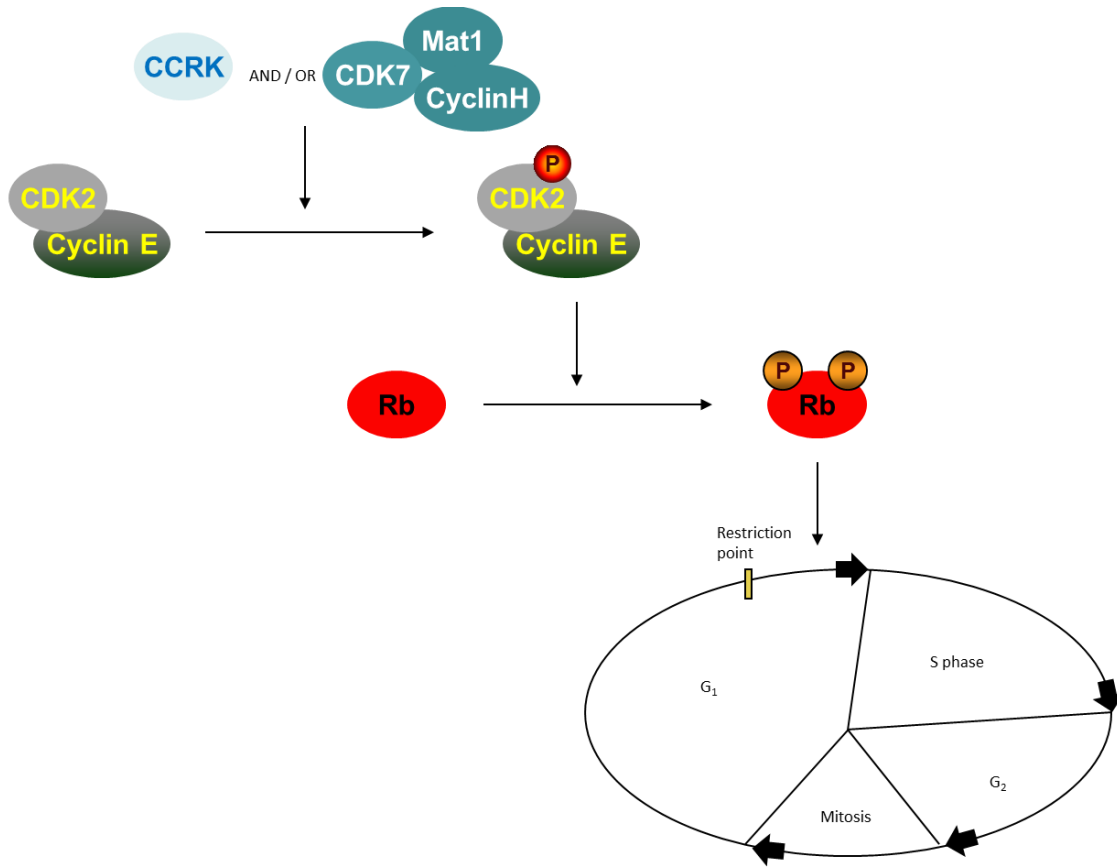 Mat1
CCRK
AND / OR
CDK7
CyclinH
P
CDK2
CDK2
Cyclin E
Cyclin E
P
P
Rb
Rb
Restriction
point
S phase
G₁
G₂
Mitosis